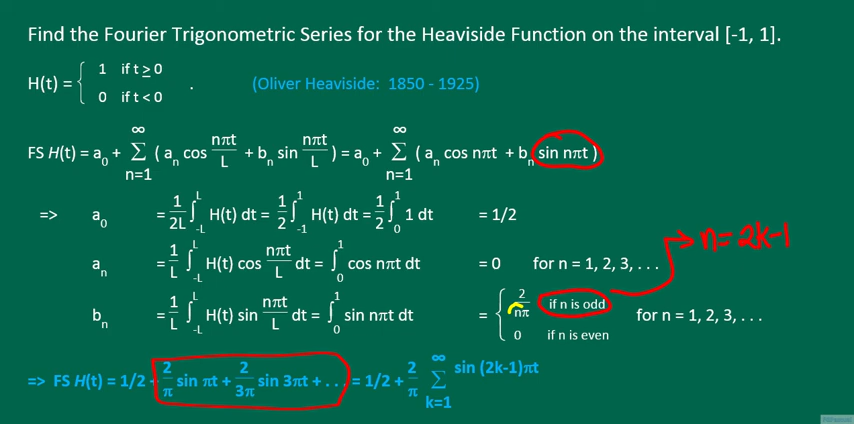 Find the Fourier Trigonometric Series for the Heaviside Function on the interval [-1, 1].
H(t) = { 1 if t ≥ 0
0 if t < 0 . (Oliver Heaviside: 1850 - 1925)
FS H(t) = a₀ + ∑_{n=1}^{∞} ( aₙ cos nπt/L + bₙ sin nπt/L ) = a₀ + ∑_{n=1}^{∞} ( aₙ cos nπt + bₙ sin nπt )
=> a₀ = 1/2L ∫_{-L}^{L} H(t) dt = 1/2 ∫_{-1}^{1} H(t) dt = 1/2 ∫_{0}^{1} 1 dt = 1/2
n = 2k-1
aₙ = 1/L ∫_{-L}^{L} H(t) cos nπt/L dt = ∫_{0}^{1} cos nπt dt = 0 for n = 1, 2, 3, . . .
bₙ = 1/L ∫_{-L}^{L} H(t) sin nπt/L dt = ∫_{0}^{1} sin nπt dt = { 2/nπ if n is odd
0 if n is even for n = 1, 2, 3, . . .
=> FS H(t) = 1/2 + 2/π sin πt + 2/3π sin 3πt + . . . = 1/2 + 2/π ∑_{k=1}^{∞} sin (2k-1)πt